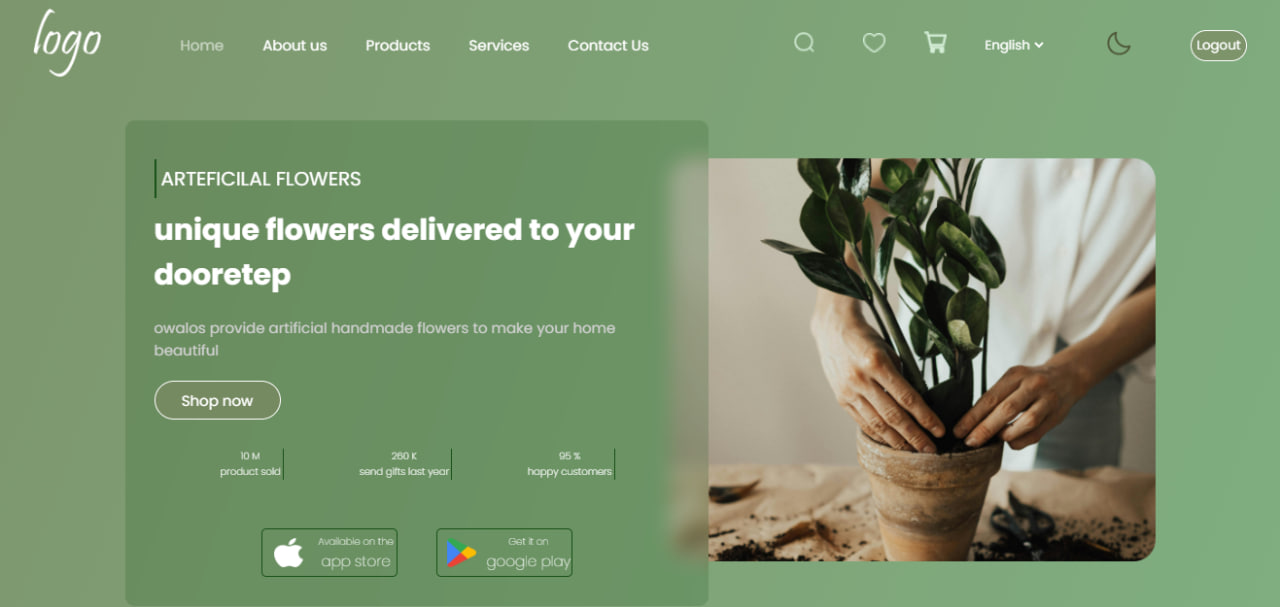 logo
Home About us Products Services Contact Us English Logout
ARTEFICILAL FLOWERS
unique flowers delivered to your
dooretep
owalos provide artificial handmade flowers to make your home
beautiful
Shop now
10 M 260 K 95 %
product sold send gifts last year happy customers
Available on the Get it on
app store google play